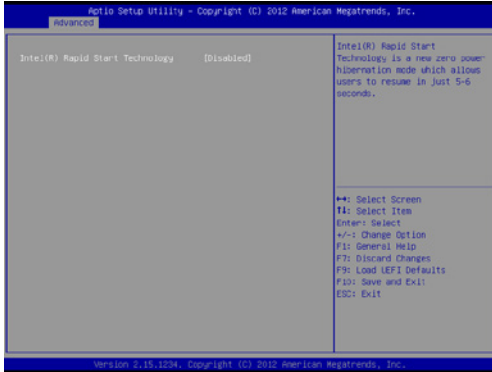 Aptio Setup Utility - Copyright (C) 2012 American Megatrends, Inc.
Advanced
Intel(R) Rapid Start Technology [Disabled]
Intel(R) Rapid Start
Technology is a new zero power
hibernation mode which allows
users to resume in just 5-6
seconds.
↔: Select Screen
↑↓: Select Item
Enter: Select
+/-: Change Option
F1: General Help
F7: Discard Changes
F9: Load UEFI Defaults
F10: Save and Exit
ESC: Exit
Version 2.15.1234. Copyright (C) 2012 American Megatrends, Inc.